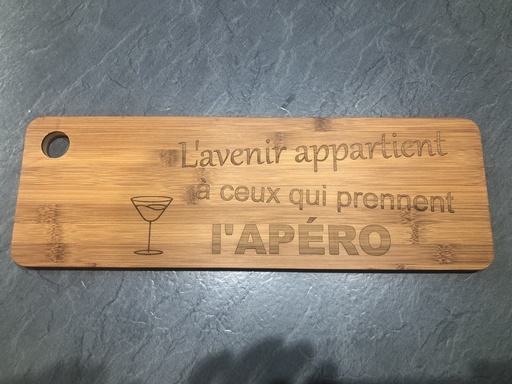 L'avenir appartient
à ceux qui prennent
l'APÉRO